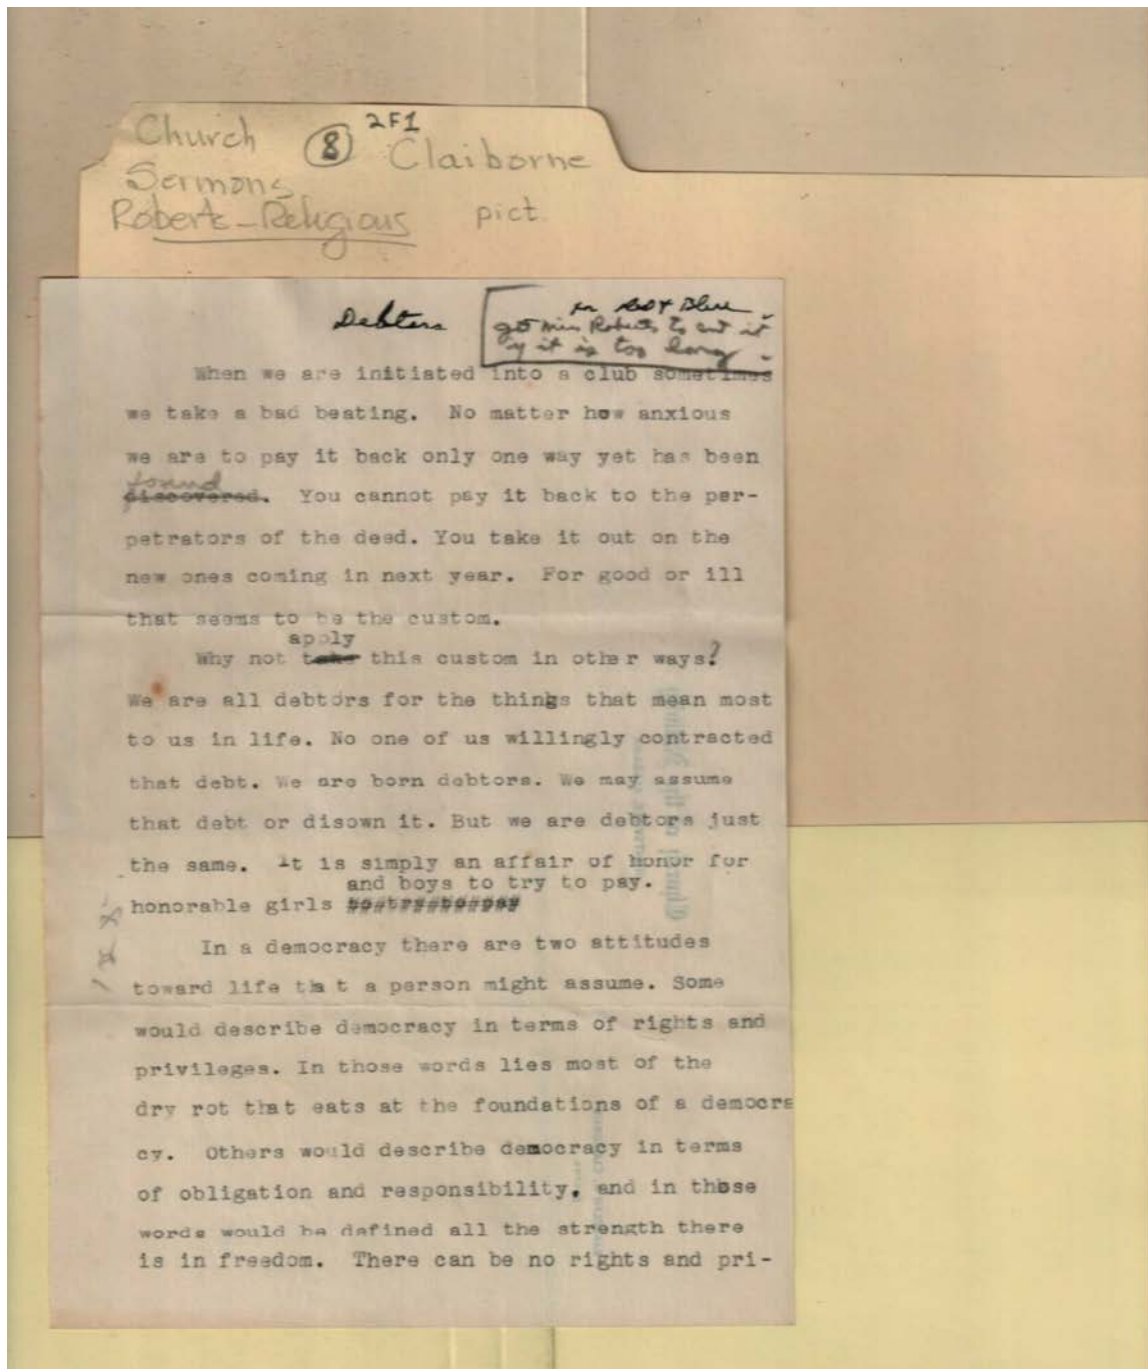 2F1
Church ⑧ Claiborne
Sermons
Roberts-Religious pict.
Debters
for Red & Blue -
get Miss Roberts to cut it
if it is too long -
When we are initiated into a club sometimes
we take a bad beating. No matter how anxious
we are to pay it back only one way yet has been
found
discovered. You cannot pay it back to the per-
petrators of the deed. You take it out on the
new ones coming in next year. For good or ill
that seems to be the custom.
apply
Why not take this custom in other ways?
We are all debtors for the things that mean most
to us in life. No one of us willingly contracted
that debt. We are born debtors. We may assume
that debt or disown it. But we are debtors just
the same. It is simply an affair of honor for
and boys to try to pay.
honorable girls to try to pay
In a democracy there are two attitudes
toward life that a person might assume. Some
would describe democracy in terms of rights and
privileges. In those words lies most of the
dry rot that eats at the foundations of a democra
cy. Others would describe democracy in terms
of obligation and responsibility, and in those
words would be defined all the strength there
is in freedom. There can be no rights and pri-